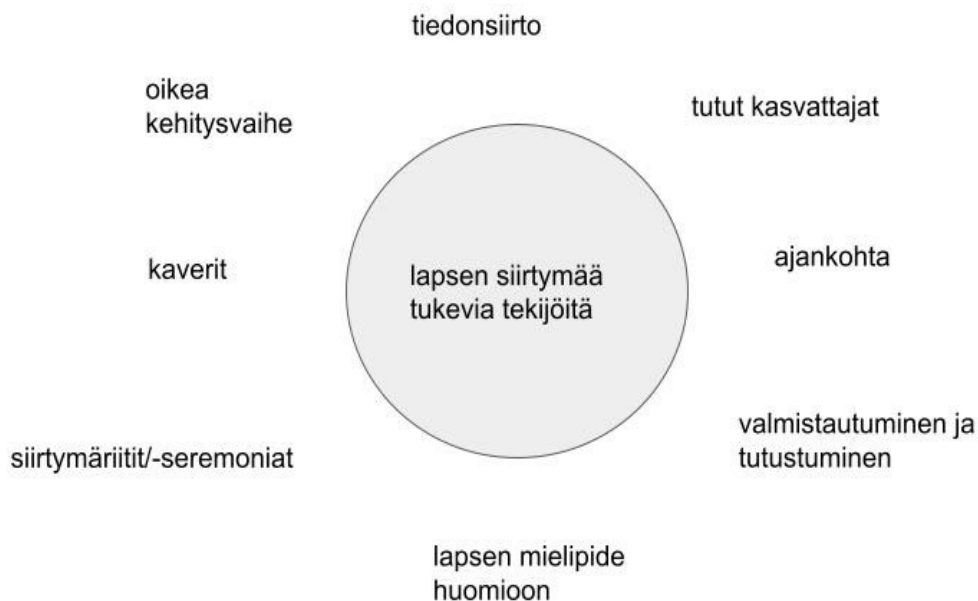 tiedonsiirto
oikea
kehitysvaihe
tutut kasvattajat
kaverit
lapsen siirtymää
tukevia tekijöitä
ajankohta
siirtymäriitit/-seremoniat
valmistautuminen ja
tutustuminen
lapsen mielipide
huomioon